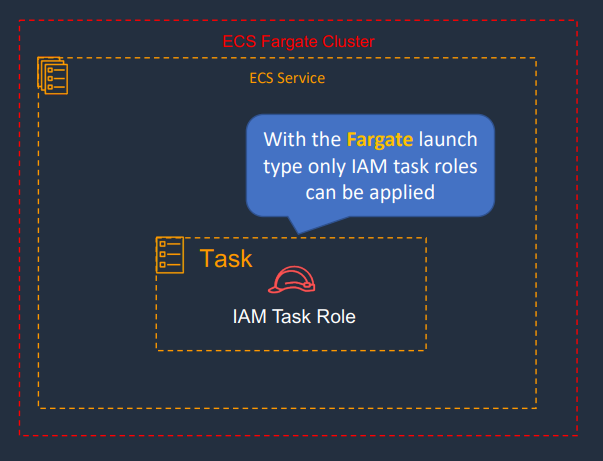 ECS Fargate Cluster
ECS Service
With the Fargate launch
type only IAM task roles
can be applied
Task
IAM Task Role